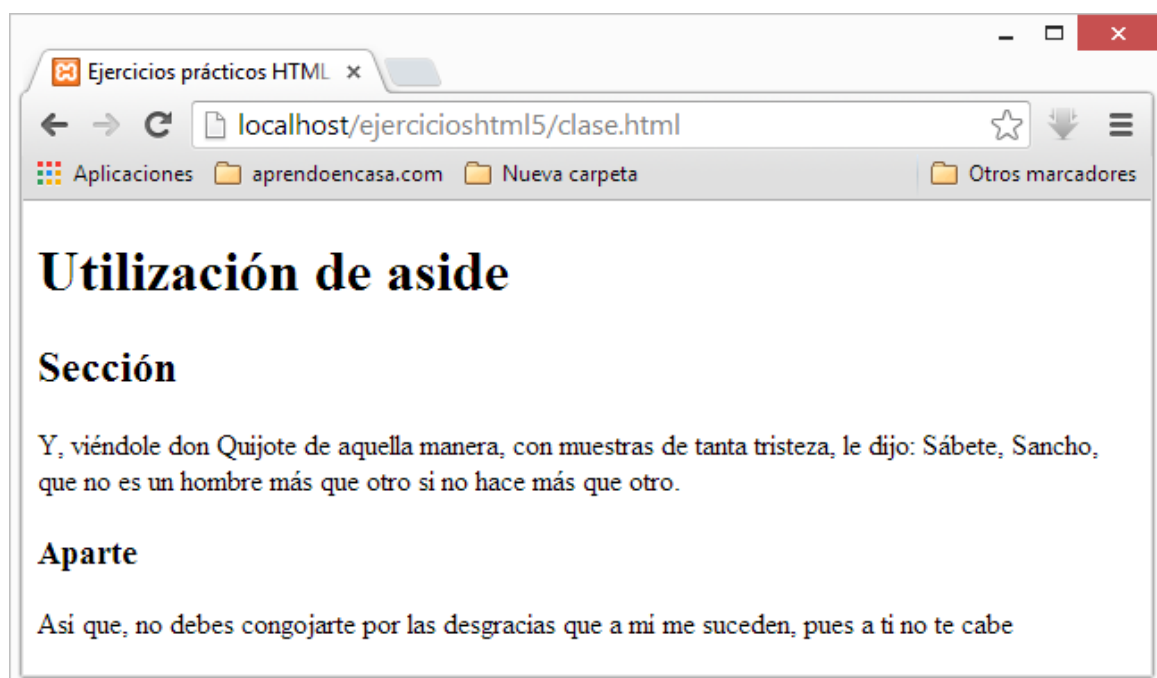 Ejercicios prácticos HTML
localhost/ejercicioshtml5/clase.html
Aplicaciones aprendoencasa.com Nueva carpeta Otros marcadores
Utilización de aside
Sección
Y, viéndole don Quijote de aquella manera, con muestras de tanta tristeza, le dijo: Sábete, Sancho,
que no es un hombre más que otro si no hace más que otro.
Aparte
Así que, no debes congojarte por las desgracias que a mi me suceden, pues a ti no te cabe